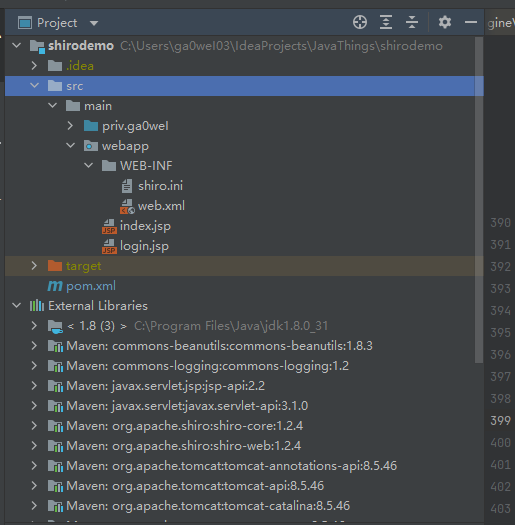 Project
gine
shirodemo C:\Users\ga0weI03\IdeaProjects\JavaThings\shirodemo
.idea
src
main
priv.ga0weI
webapp
WEB-INF
shiro.ini
web.xml
index.jsp
login.jsp
target
pom.xml
External Libraries
< 1.8 (3) > C:\Program Files\Java\jdk1.8.0_31
Maven: commons-beanutils:commons-beanutils:1.8.3
Maven: commons-logging:commons-logging:1.2
Maven: javax.servlet.jsp:jsp-api:2.2
Maven: javax.servlet:javax.servlet-api:3.1.0
Maven: org.apache.shiro:shiro-core:1.2.4
Maven: org.apache.shiro:shiro-web:1.2.4
Maven: org.apache.tomcat:tomcat-annotations-api:8.5.46
Maven: org.apache.tomcat:tomcat-api:8.5.46
Maven: org.apache.tomcat:tomcat-catalina:8.5.46
390
391
392
393
394
395
396
397
398
399
400
401
402
403